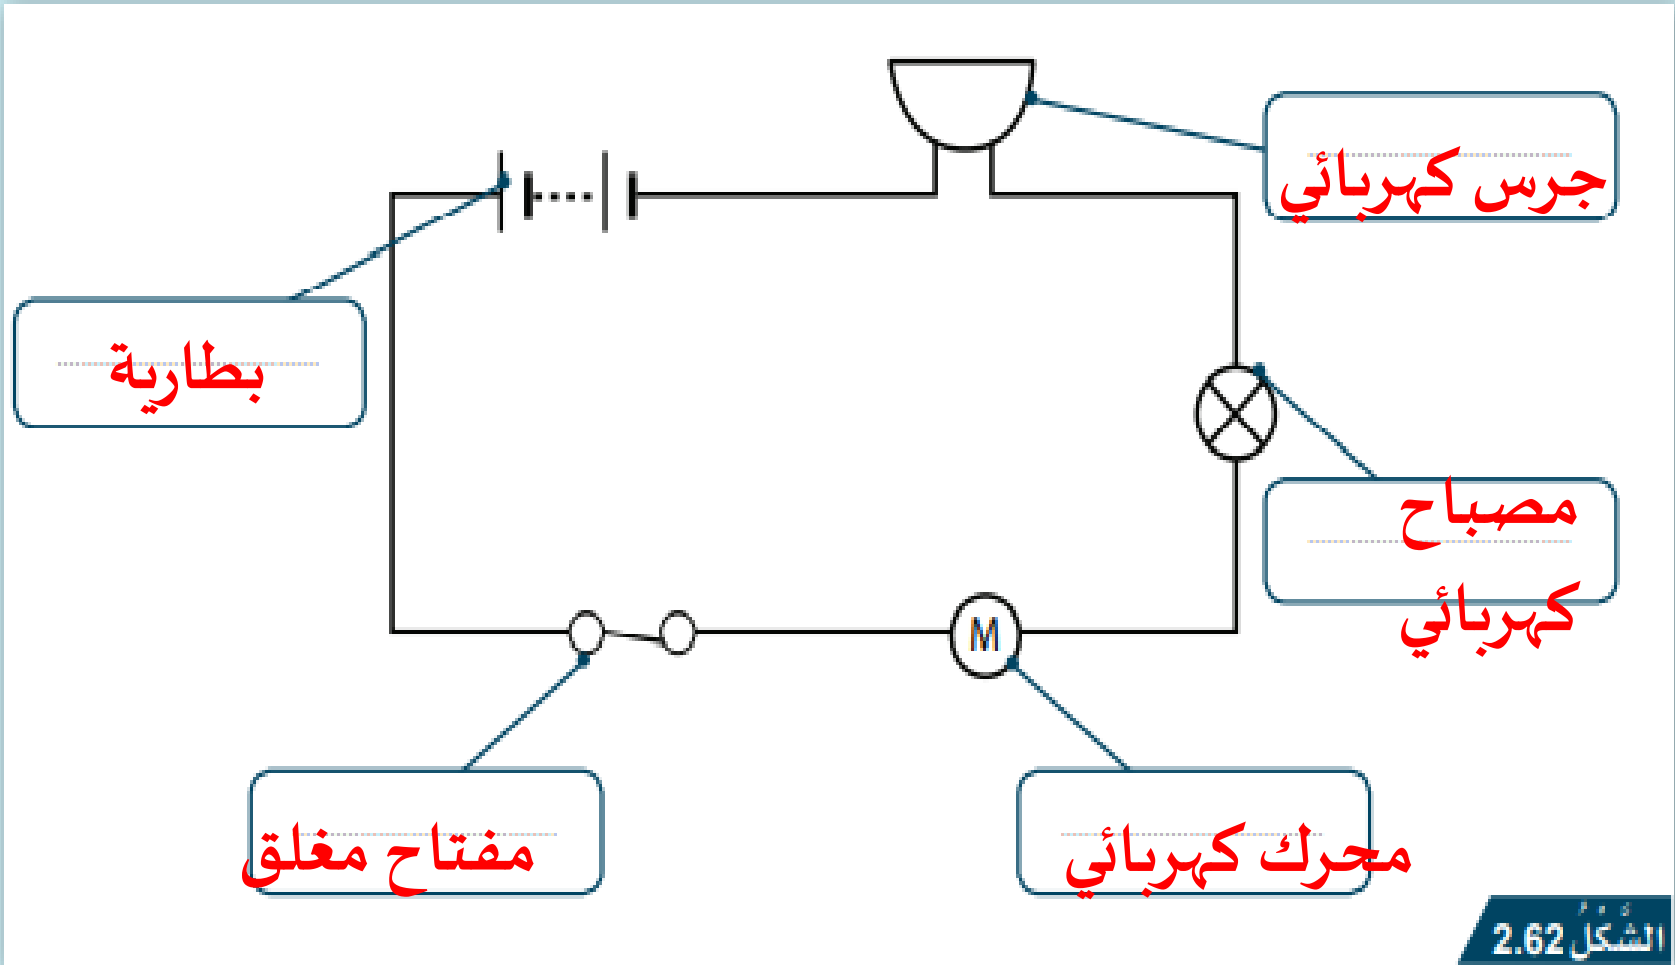 جرس كهربائي
بطارية
مصباح
كهربائي
M
مفتاح مغلق
محرك كهربائي
الشكل 2.62